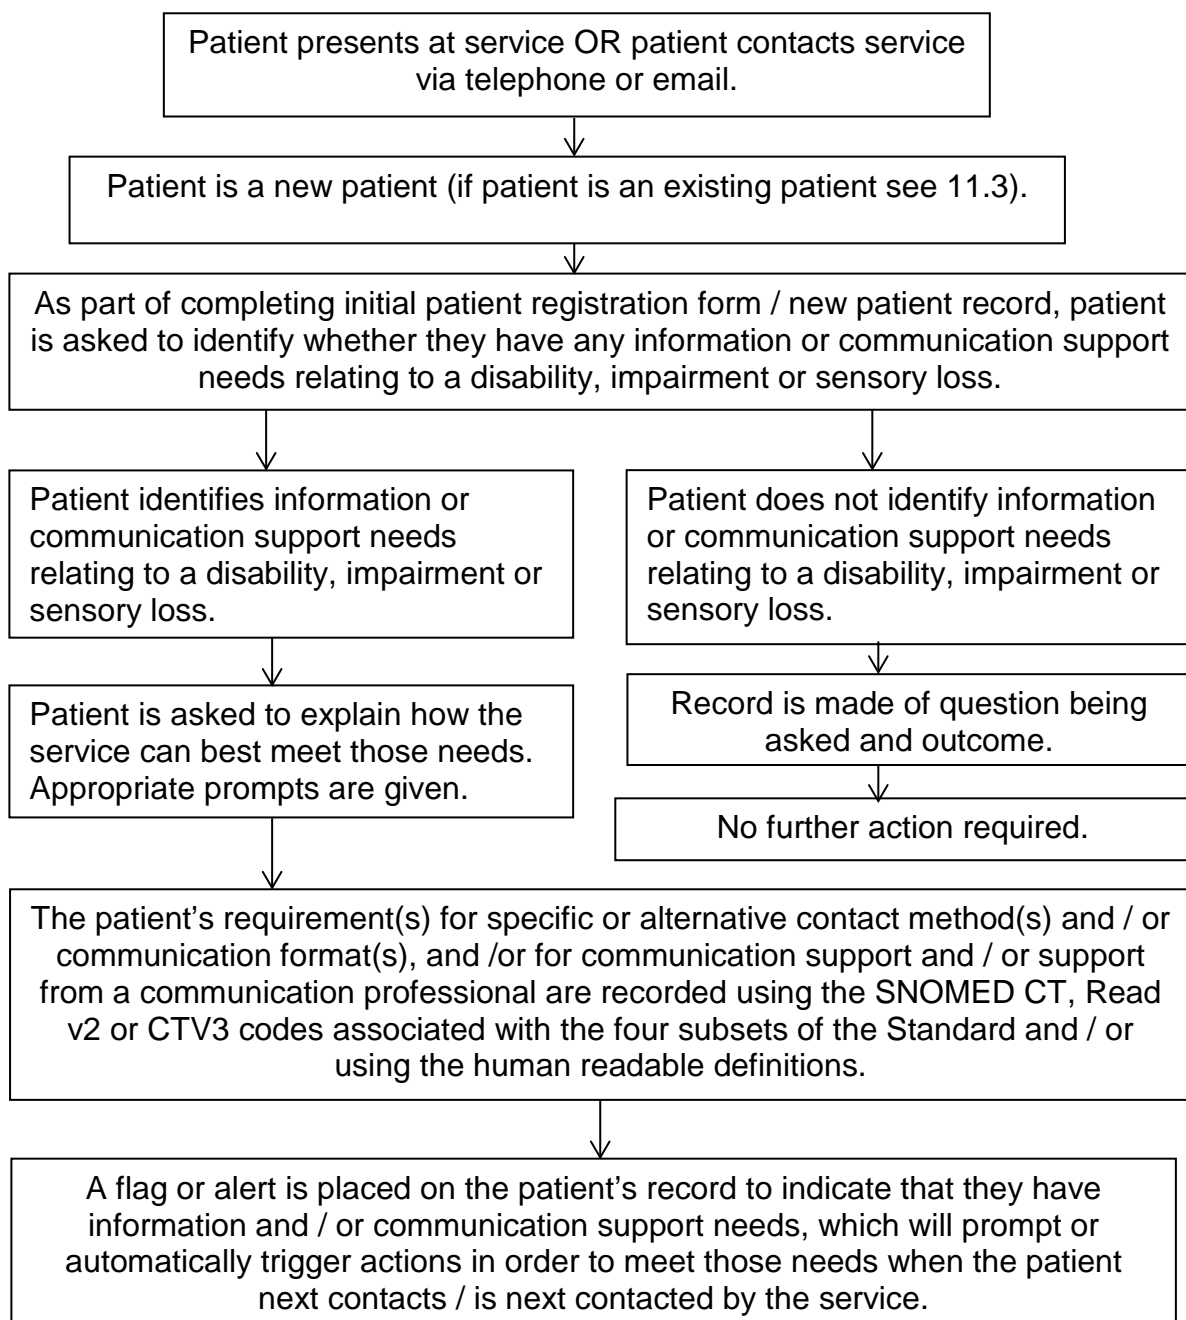 Patient presents at service OR patient contacts service
via telephone or email.
Patient is a new patient (if patient is an existing patient see 11.3).
As part of completing initial patient registration form / new patient record, patient
is asked to identify whether they have any information or communication support
needs relating to a disability, impairment or sensory loss.
Patient identifies information or
communication support needs
relating to a disability, impairment or
sensory loss.
Patient does not identify information
or communication support needs
relating to a disability, impairment or
sensory loss.
Patient is asked to explain how the
service can best meet those needs.
Appropriate prompts are given.
Record is made of question being
asked and outcome.
No further action required.
The patient’s requirement(s) for specific or alternative contact method(s) and / or
communication format(s), and /or for communication support and / or support
from a communication professional are recorded using the SNOMED CT, Read
v2 or CTV3 codes associated with the four subsets of the Standard and / or
using the human readable definitions.
A flag or alert is placed on the patient’s record to indicate that they have
information and / or communication support needs, which will prompt or
automatically trigger actions in order to meet those needs when the patient
next contacts / is next contacted by the service.